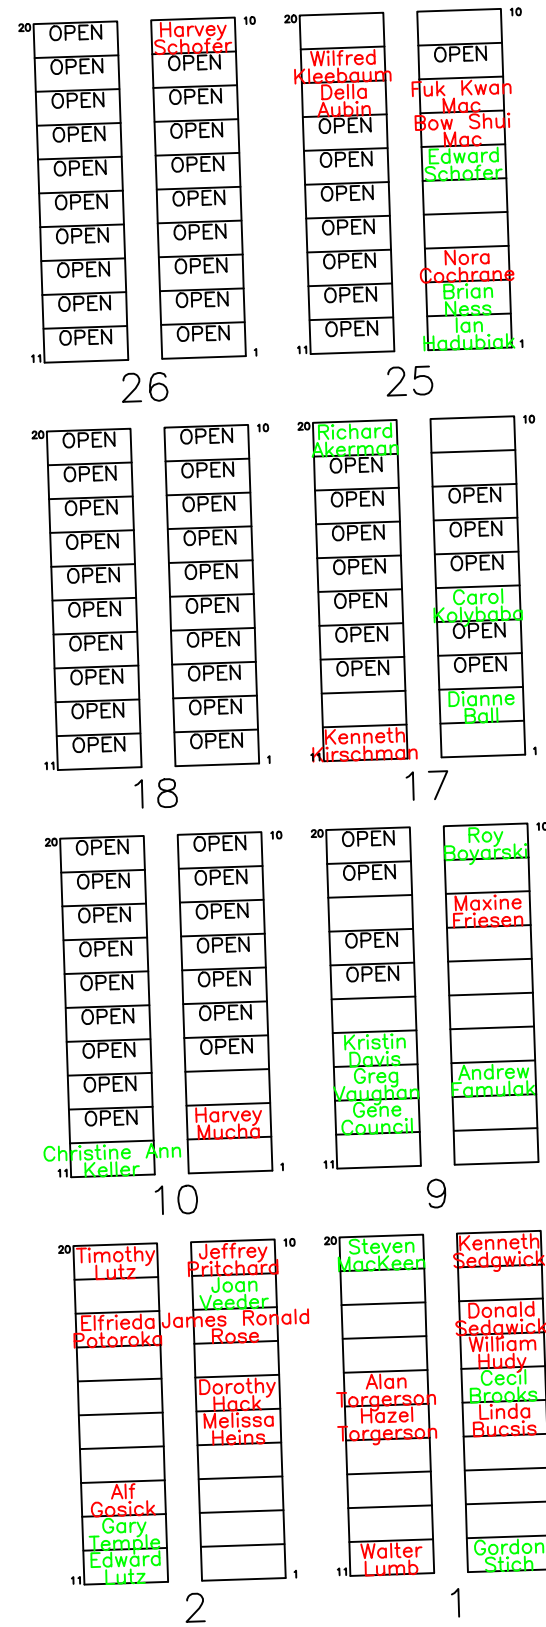 20
OPEN
OPEN
OPEN
OPEN
OPEN
OPEN
OPEN
OPEN
OPEN
OPEN
11
10
Harvey
Schofer
OPEN
OPEN
OPEN
OPEN
OPEN
OPEN
OPEN
OPEN
OPEN
1
26
20
Wilfred
Kleebaum
Della
Aubin
OPEN
OPEN
OPEN
OPEN
OPEN
OPEN
OPEN
11
10
OPEN
Fuk Kwan
Mac
Bow Shui
Mac
Edward
Schofer
Nora
Cochrane
Brian
Ness
Ian
Hadubiak
1
25
20
OPEN
OPEN
OPEN
OPEN
OPEN
OPEN
OPEN
OPEN
OPEN
OPEN
11
10
OPEN
OPEN
OPEN
OPEN
OPEN
OPEN
OPEN
OPEN
OPEN
OPEN
1
18
20
Richard
Akerman
OPEN
OPEN
OPEN
OPEN
OPEN
OPEN
OPEN
Kenneth
Kirschman
11
10
OPEN
OPEN
OPEN
Carol
Kolybaba
OPEN
OPEN
Dianne
Ball
1
17
20
OPEN
OPEN
OPEN
OPEN
OPEN
OPEN
OPEN
OPEN
OPEN
Christine Ann
Keller
11
10
OPEN
OPEN
OPEN
OPEN
OPEN
OPEN
OPEN
Harvey
Mucha
1
10
20
OPEN
OPEN
OPEN
OPEN
Kristin
Davis
Greg
Vaughan
Gene
Council
11
10
Roy
Boyarski
Maxine
Friesen
Andrew
Famulak
9
20
Timothy
Lutz
Elfrieda
Potoroka
Alf
Gosick
Gary
Temple
Edward
Lutz
11
10
Jeffrey
Pritchard
Joan
Veeder
James Ronald
Rose
Dorothy
Hack
Melissa
Heins
1
2
20
Steven
MacKeen
Alan
Torgerson
Hazel
Torgerson
Walter
Lumb
11
Kenneth
Sedgwick
Donald
Sedgwick
William
Hudy
Cecil
Brooks
Linda
Bucsis
Gordon
Stich
1